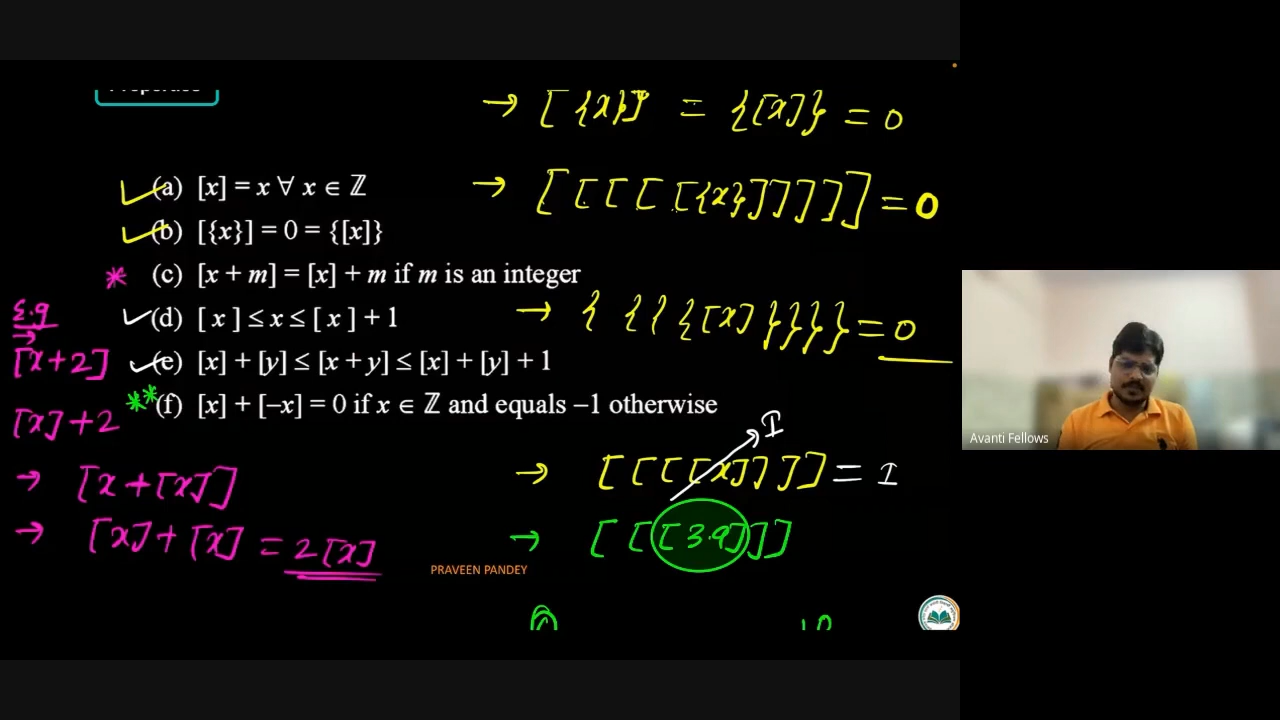 Properties
→ [{x}] = {[x]} = 0
(a) [x] = x ∀ x ∈ ℤ
→ [[[[[[{x}]]]]]] = 0
(b) [{x}] = 0 = {[x]}
* (c) [x + m] = [x] + m if m is an integer
E.g
→
(d) [ x ] ≤ x ≤ [ x ] + 1
→ { { { {[x] }}}} = 0
[x+2]
(e) [x] + [y] ≤ [x + y] ≤ [x] + [y] + 1
[x]+2
** (f) [x] + [–x] = 0 if x ∈ ℤ and equals –1 otherwise
I
→ [x+[x]]
→ [[[[[x]]]]] = I
→ [x]+[x] = 2[x]
→ [[[[3.9]]]]
PRAVEEN PANDEY
Avanti Fellows